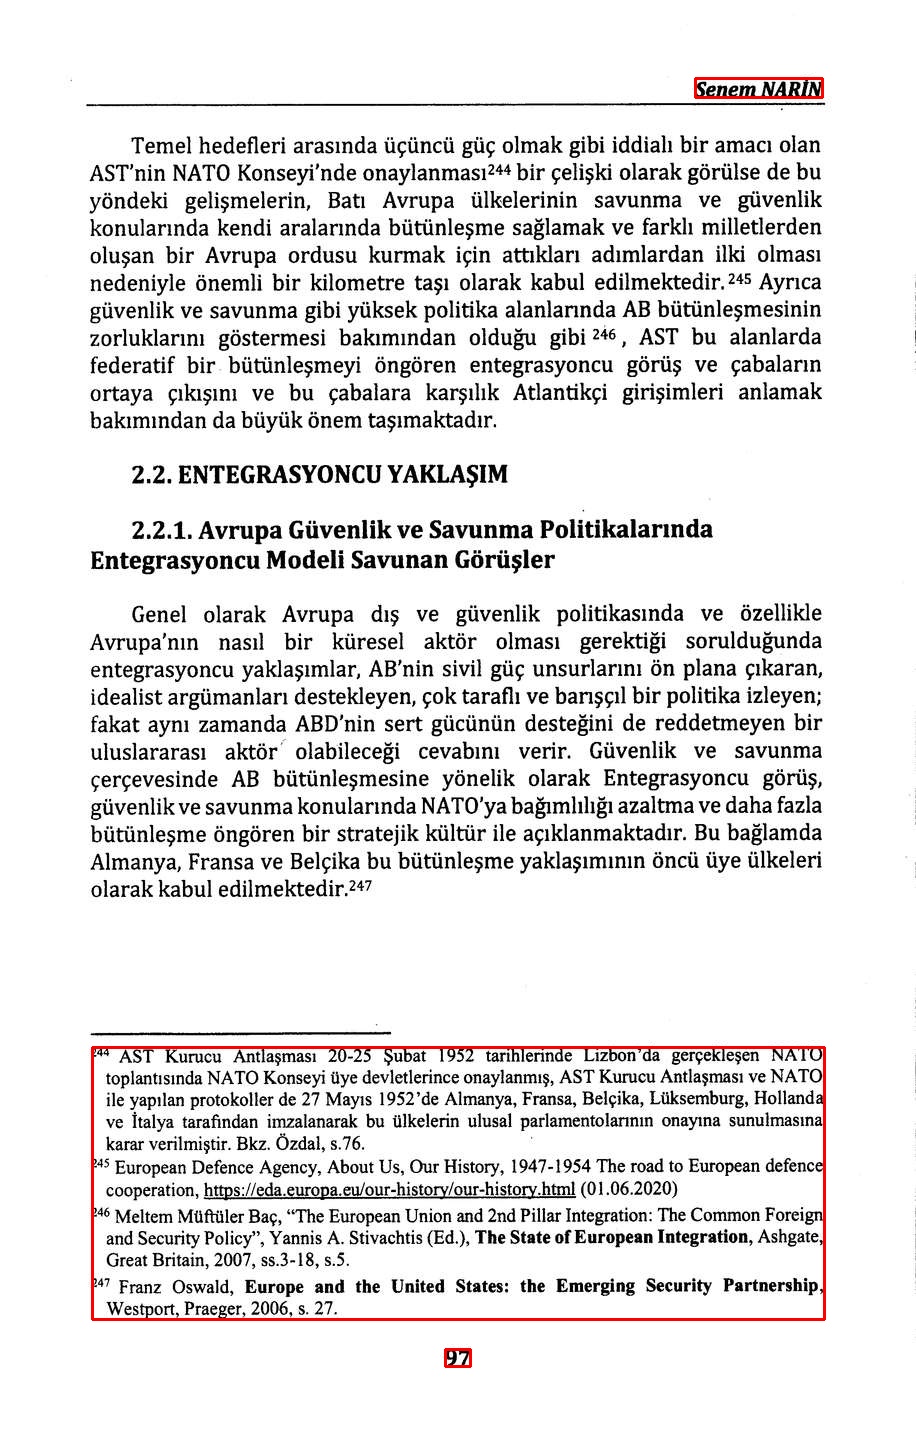 Senem NARİN
Temel hedefleri arasında üçüncü güç olmak gibi iddialı bir amacı olan
AST'nin NATO Konseyi'nde onaylanması244 bir çelişki olarak görülse de bu
yöndeki gelişmelerin, Batı Avrupa ülkelerinin savunma ve güvenlik
konularında kendi aralarında bütünleşme sağlamak ve farklı milletlerden
oluşan bir Avrupa ordusu kurmak için attıkları adımlardan ilki olması
nedeniyle önemli bir kilometre taşı olarak kabul edilmektedir.245 Ayrıca
güvenlik ve savunma gibi yüksek politika alanlarında AB bütünleşmesinin
zorluklarını göstermesi bakımından olduğu gibi 246, AST bu alanlarda
federatif bir bütünleşmeyi öngören entegrasyoncu görüş ve çabaların
ortaya çıkışını ve bu çabalara karşılık Atlantikçi girişimleri anlamak
bakımından da büyük önem taşımaktadır.
2.2. ENTEGRASYONCU YAKLAŞIM
2.2.1. Avrupa Güvenlik ve Savunma Politikalarında
Entegrasyoncu Modeli Savunan Görüşler
Genel olarak Avrupa dış ve güvenlik politikasında ve özellikle
Avrupa'nın nasıl bir küresel aktör olması gerektiği sorulduğunda
entegrasyoncu yaklaşımlar, AB'nin sivil güç unsurlarını ön plana çıkaran,
idealist argümanları destekleyen, çok taraflı ve barışçıl bir politika izleyen;
fakat aynı zamanda ABD'nin sert gücünün desteğini de reddetmeyen bir
uluslararası aktör olabileceği cevabını verir. Güvenlik ve savunma
çerçevesinde AB bütünleşmesine yönelik olarak Entegrasyoncu görüş,
güvenlik ve savunma konularında NATO'ya bağımlılığı azaltma ve daha fazla
bütünleşme öngören bir stratejik kültür ile açıklanmaktadır. Bu bağlamda
Almanya, Fransa ve Belçika bu bütünleşme yaklaşımının öncü üye ülkeleri
olarak kabul edilmektedir.247
244 AST Kurucu Antlaşması 20-25 Şubat 1952 tarihlerinde Lizbon'da gerçekleşen NATO
toplantısında NATO Konseyi üye devletlerince onaylanmış, AST Kurucu Antlaşması ve NATO
ile yapılan protokoller de 27 Mayıs 1952'de Almanya, Fransa, Belçika, Lüksemburg, Hollanda
ve İtalya tarafından imzalanarak bu ülkelerin ulusal parlamentolarının onayına sunulmasına
karar verilmiştir. Bkz. Özdal, s.76.
245 European Defence Agency, About Us, Our History, 1947-1954 The road to European defence
cooperation, https://eda.europa.eu/our-history/our-history.html (01.06.2020)
246 Meltem Müftüler Baç, “The European Union and 2nd Pillar Integration: The Common Foreign
and Security Policy”, Yannis A. Stivachtis (Ed.), The State of European Integration, Ashgate,
Great Britain, 2007, ss.3-18, s.5.
247 Franz Oswald, Europe and the United States: the Emerging Security Partnership,
Westport, Praeger, 2006, s. 27.
97